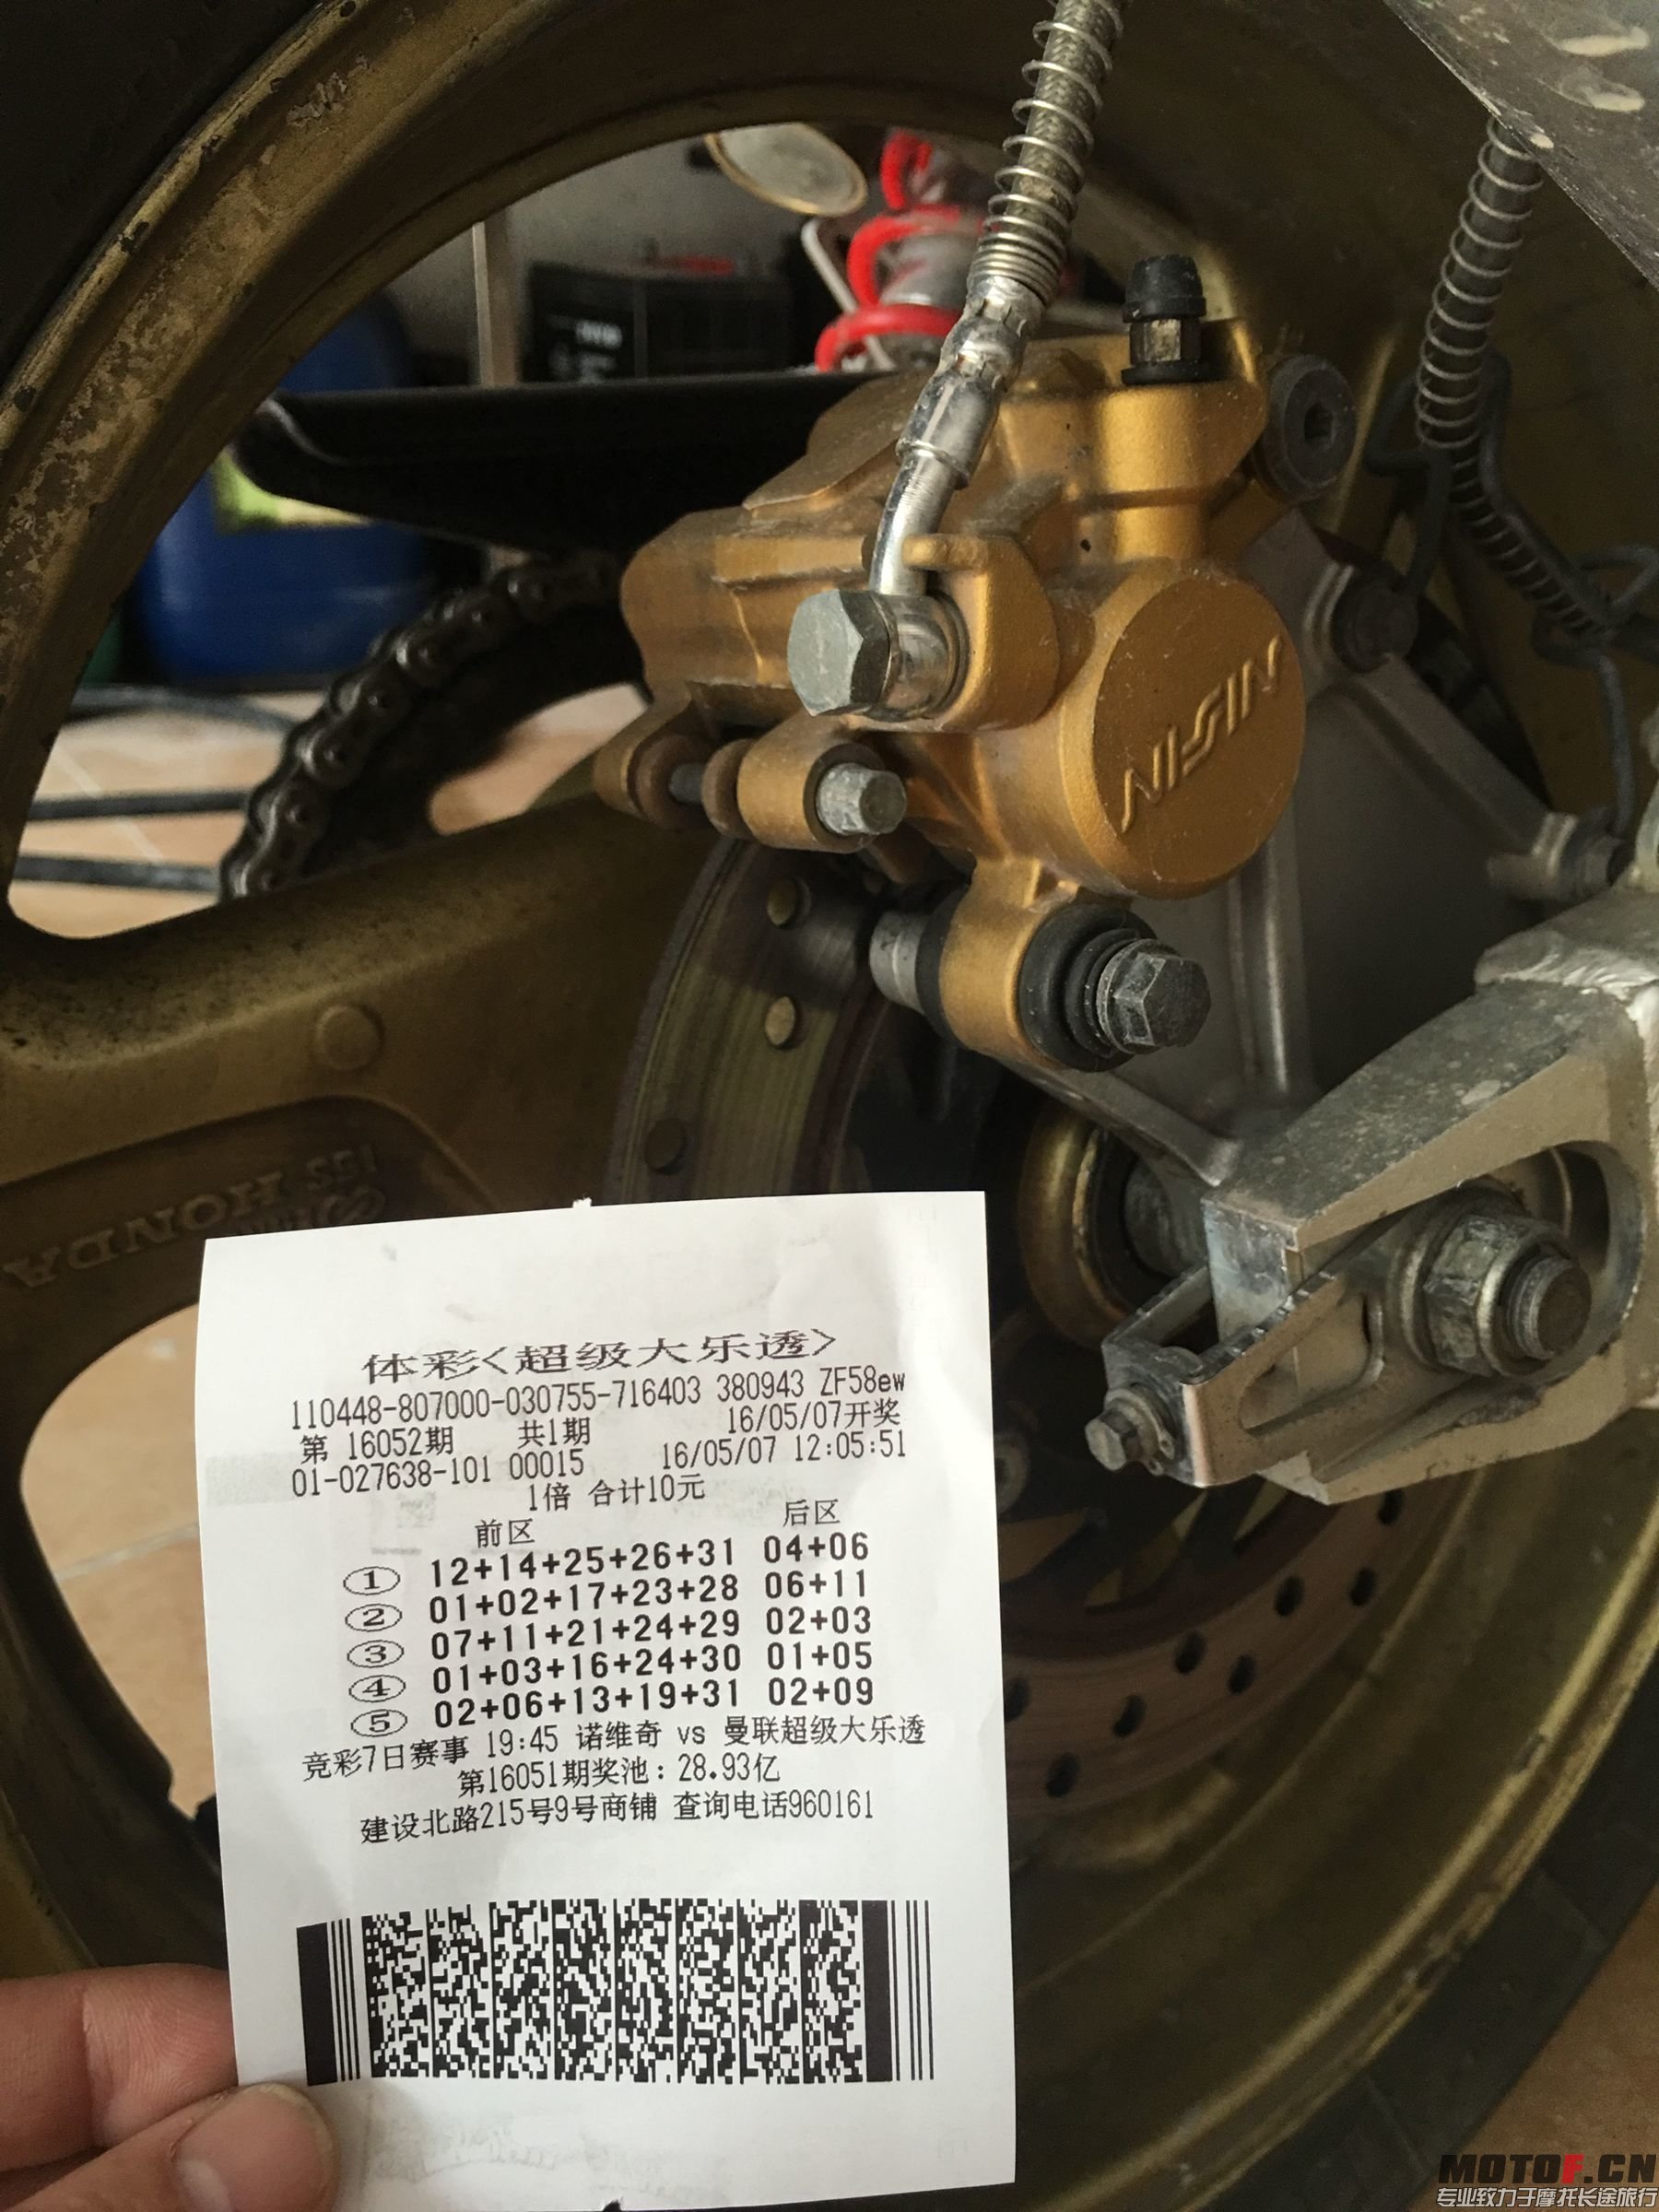 NISSIN
HONDA
体彩<超级大乐透>
110448-807000-030755-716403 380943 ZF58ew
第 16052期 共1期 16/05/07开奖
01-027638-101 00015 16/05/07 12:05:51
1倍 合计10元
前区 后区
① 12+14+25+26+31 04+06
② 01+02+17+23+28 06+11
③ 07+11+21+24+29 02+03
④ 01+03+16+24+30 01+05
⑤ 02+06+13+19+31 02+09
竞彩7日赛事 19:45 诺维奇 vs 曼联超级大乐透
第16051期奖池：28.93亿
建设北路215号9号商铺 查询电话960161
MOTOF.CN
专业致力于摩托长途旅行